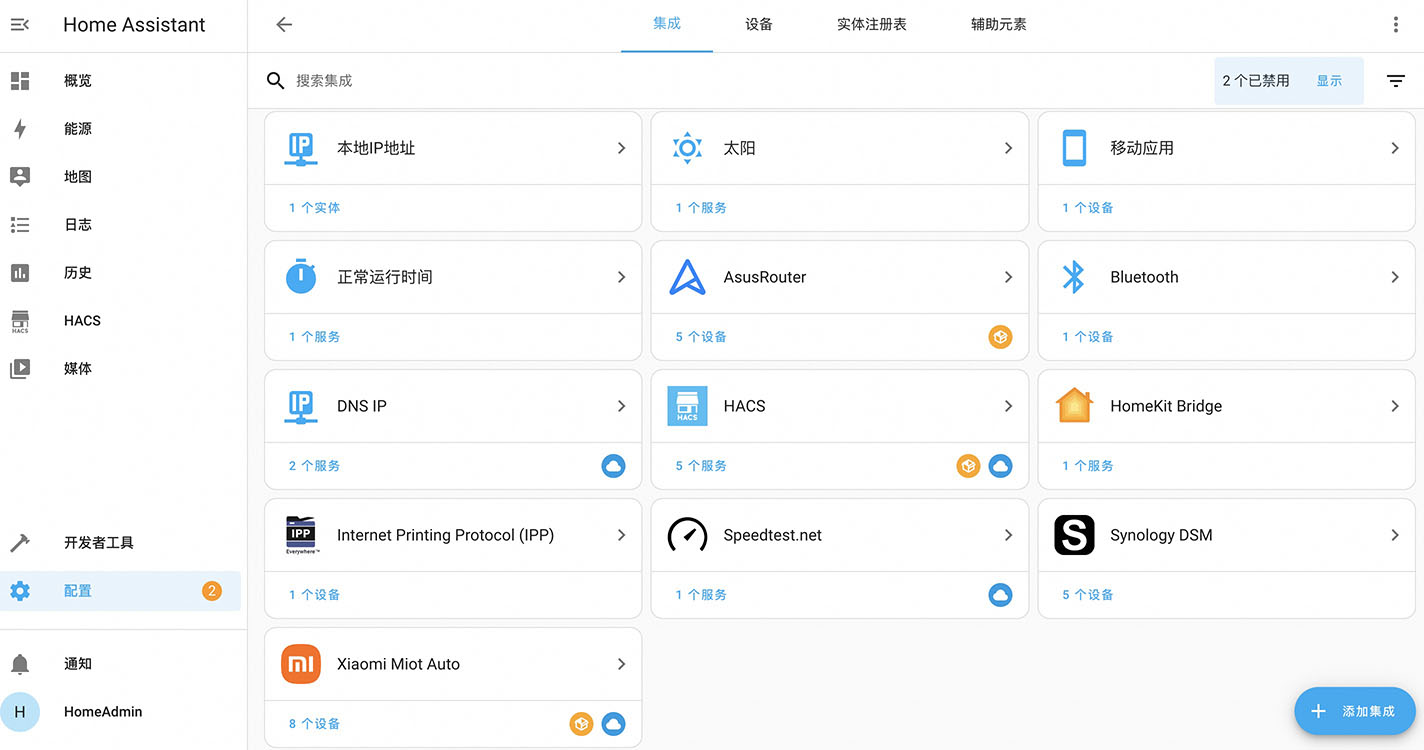 Home Assistant
概览
能源
地图
日志
历史
HACS
HACS
媒体
开发者工具
配置 2
通知
H HomeAdmin
集成 设备 实体注册表 辅助元素
搜索集成 2 个已禁用 显示
IP 本地IP地址 太阳 移动应用
1 个实体 1 个服务 1 个设备
正常运行时间 AsusRouter Bluetooth
1 个服务 5 个设备 1 个设备
IP DNS IP HACS HACS HomeKit Bridge
2 个服务 5 个服务 1 个服务
IPP Everywhere™ Internet Printing Protocol (IPP) Speedtest.net S Synology DSM
1 个设备 1 个服务 5 个设备
mi Xiaomi Miot Auto
8 个设备
添加集成